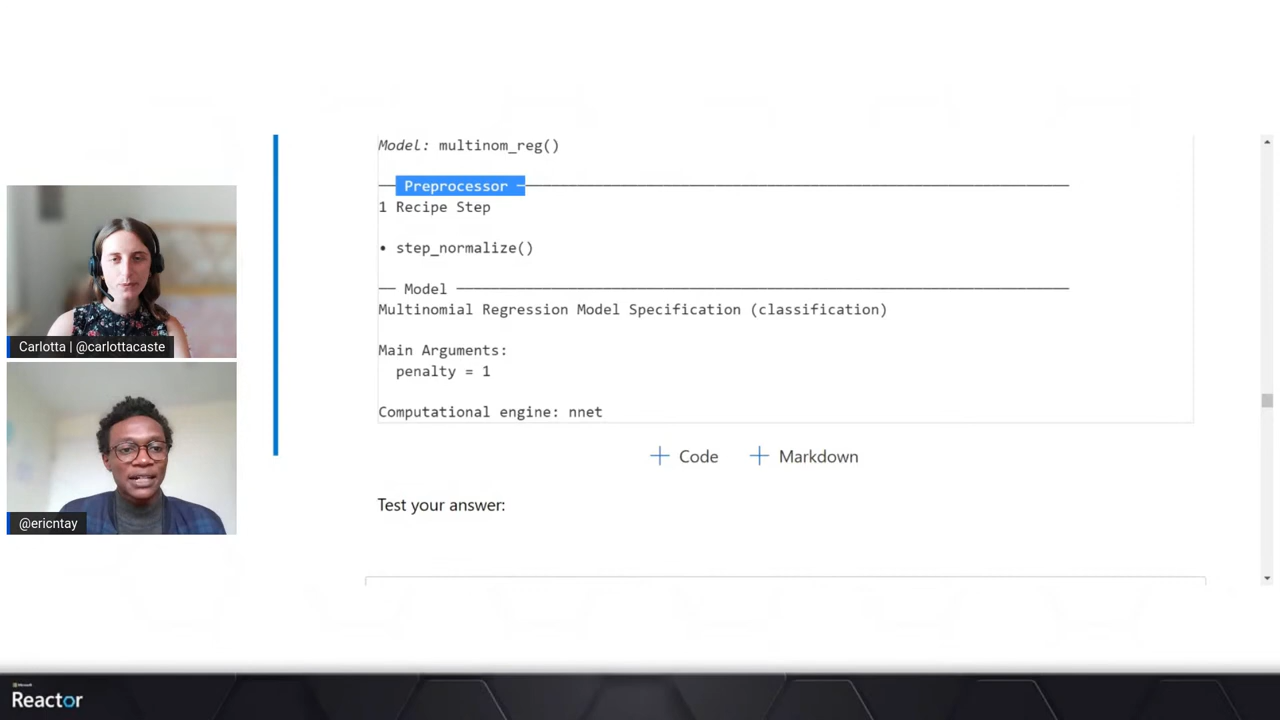 Model: multinom_reg()
── Preprocessor ──
1 Recipe Step
• step_normalize()
── Model ──
Multinomial Regression Model Specification (classification)
Main Arguments:
penalty = 1
Computational engine: nnet
+ Code + Markdown
Test your answer:
Carlotta | @carlottacaste
@ericntay
Microsoft
Reactor